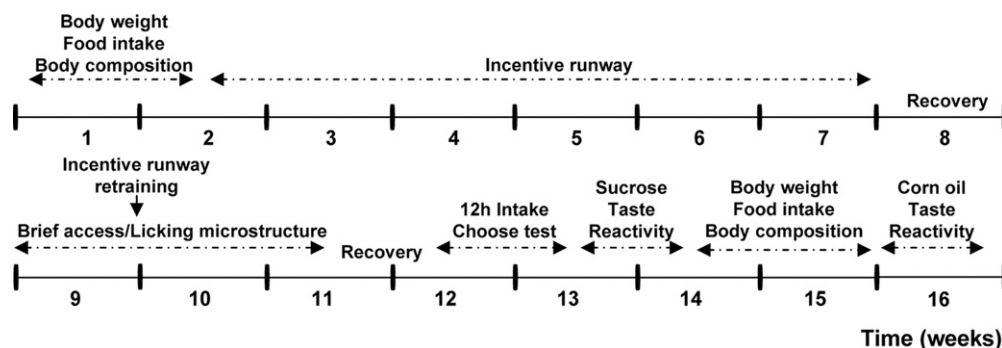 Body weight
Food intake
Body composition
Incentive runway
Recovery
1 2 3 4 5 6 7 8
Incentive runway
retraining
Brief access/Licking microstructure
Recovery
12h Intake
Choose test
Sucrose
Taste
Reactivity
Body weight
Food intake
Body composition
Corn oil
Taste
Reactivity
9 10 11 12 13 14 15 16
Time (weeks)